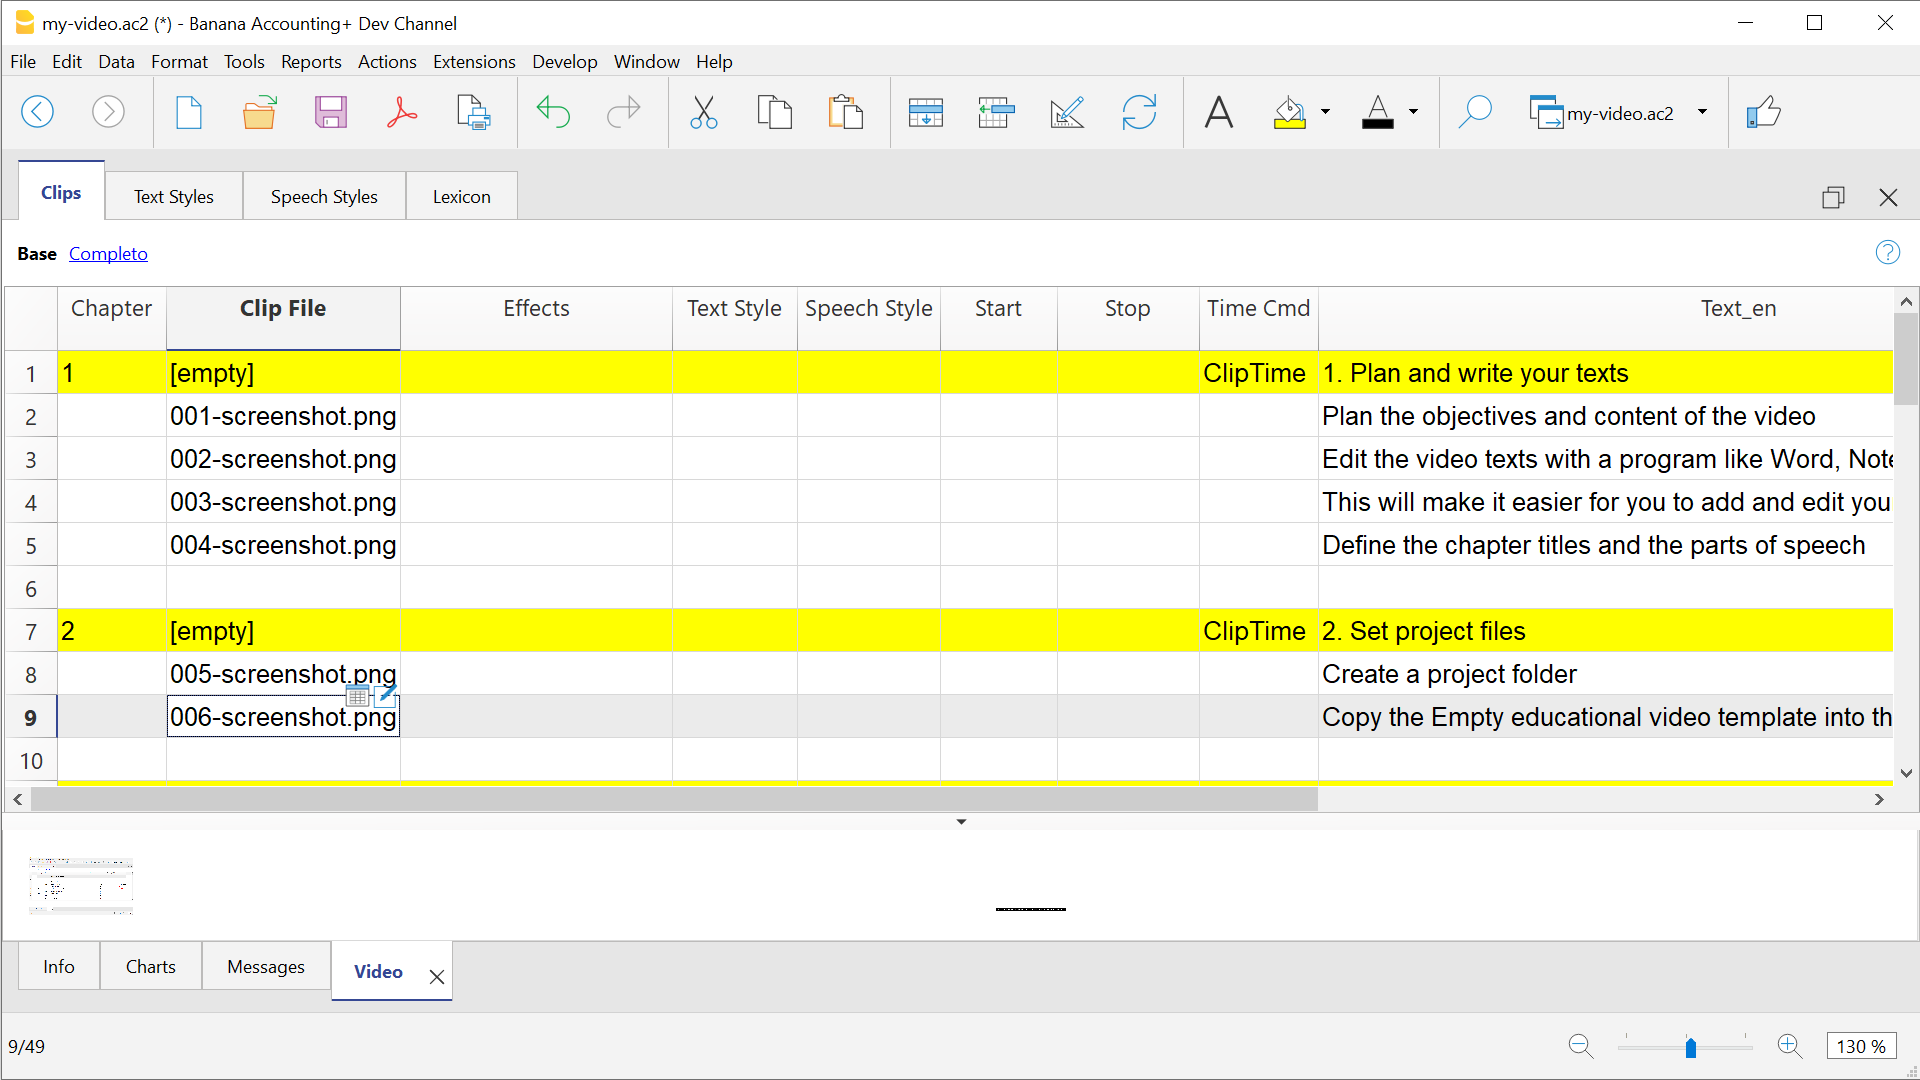 my-video.ac2 (*) - Banana Accounting+ Dev Channel
File Edit Data Format Tools Reports Actions Extensions Develop Window Help
my-video.ac2
Clips Text Styles Speech Styles Lexicon
Base Completo
Chapter Clip File Effects Text Style Speech Style Start Stop Time Cmd Text_en
1 1 [empty] ClipTime 1. Plan and write your texts
2 001-screenshot.png Plan the objectives and content of the video
3 002-screenshot.png Edit the video texts with a program like Word, Note
4 003-screenshot.png This will make it easier for you to add and edit you
5 004-screenshot.png Define the chapter titles and the parts of speech
6
7 2 [empty] ClipTime 2. Set project files
8 005-screenshot.png Create a project folder
9 006-screenshot.png Copy the Empty educational video template into th
10
Info Charts Messages Video
9/49 130 %